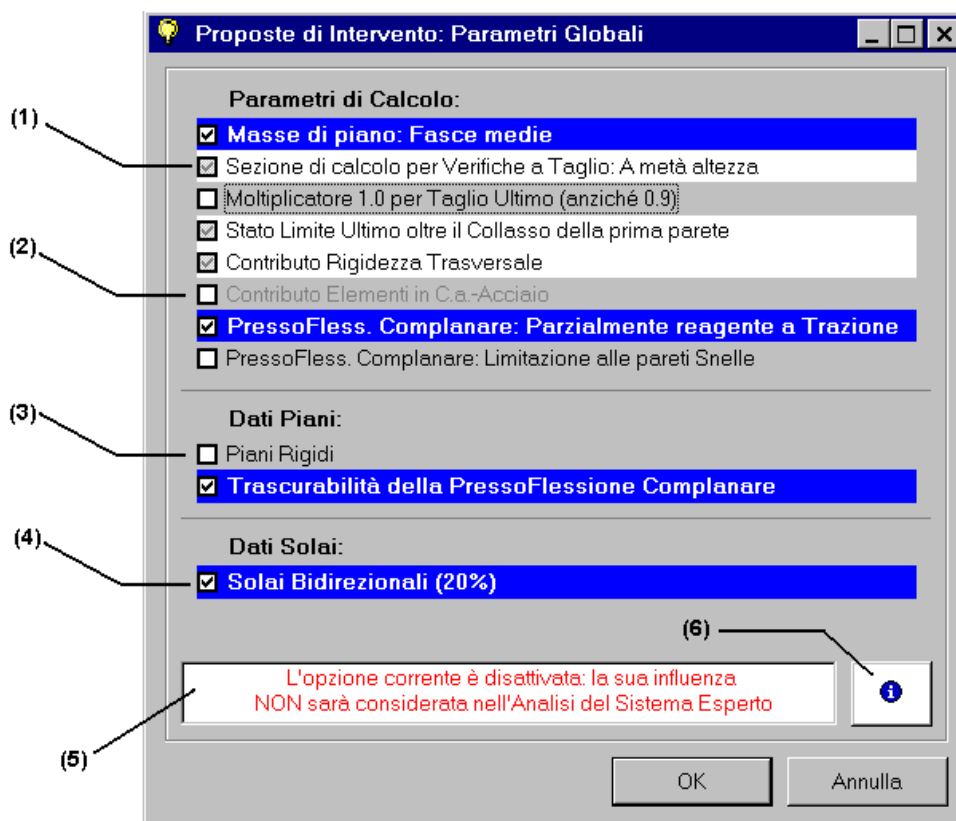 Proposte di Intervento: Parametri Globali
Parametri di Calcolo:
(1)
Masse di piano: Fasce medie
Sezione di calcolo per Verifiche a Taglio: A metà altezza
Moltiplicatore 1.0 per Taglio Ultimo (anziché 0.9)
Stato Limite Ultimo oltre il Collasso della prima parete
(2)
Contributo Rigidezza Trasversale
Contributo Elementi in C.a.-Acciaio
PressoFless. Complanare: Parzialmente reagente a Trazione
PressoFless. Complanare: Limitazione alle pareti Snelle
(3)
Dati Piani:
Piani Rigidi
Trascurabilità della PressoFlessione Complanare
(4)
Dati Solai:
Solai Bidirezionali (20%)
(6)
L'opzione corrente è disattivata: la sua influenza
NON sarà considerata nell'Analisi del Sistema Esperto
i
(5)
OK
Annulla